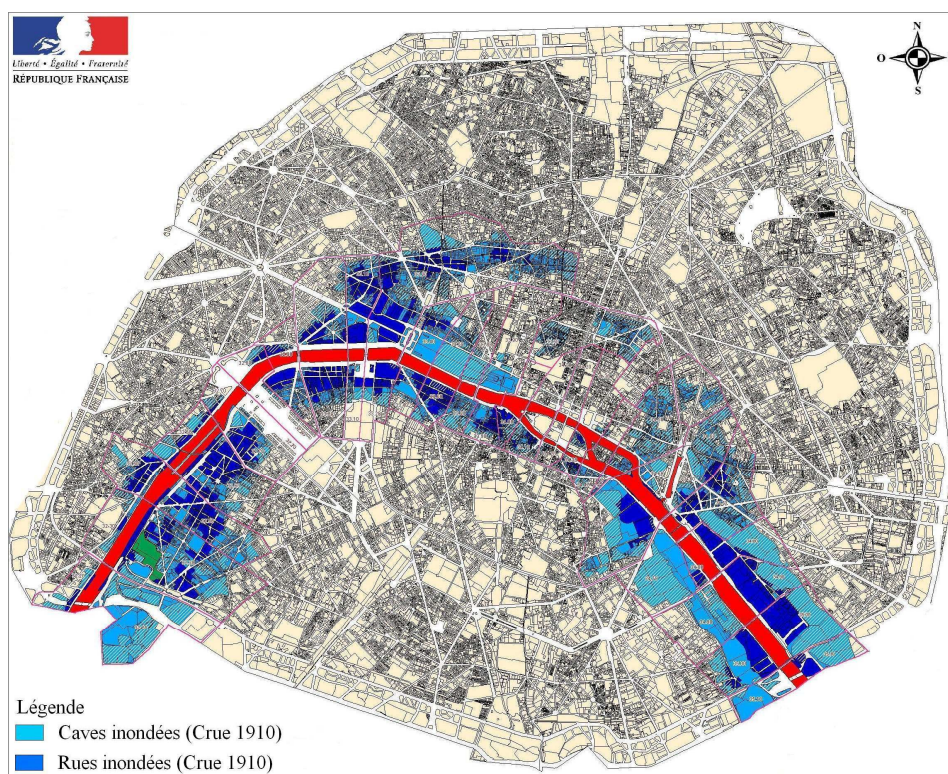 Liberté • Égalité • Fraternité
RÉPUBLIQUE FRANÇAISE
N
O
S
Légende
Caves inondées (Crue 1910)
Rues inondées (Crue 1910)